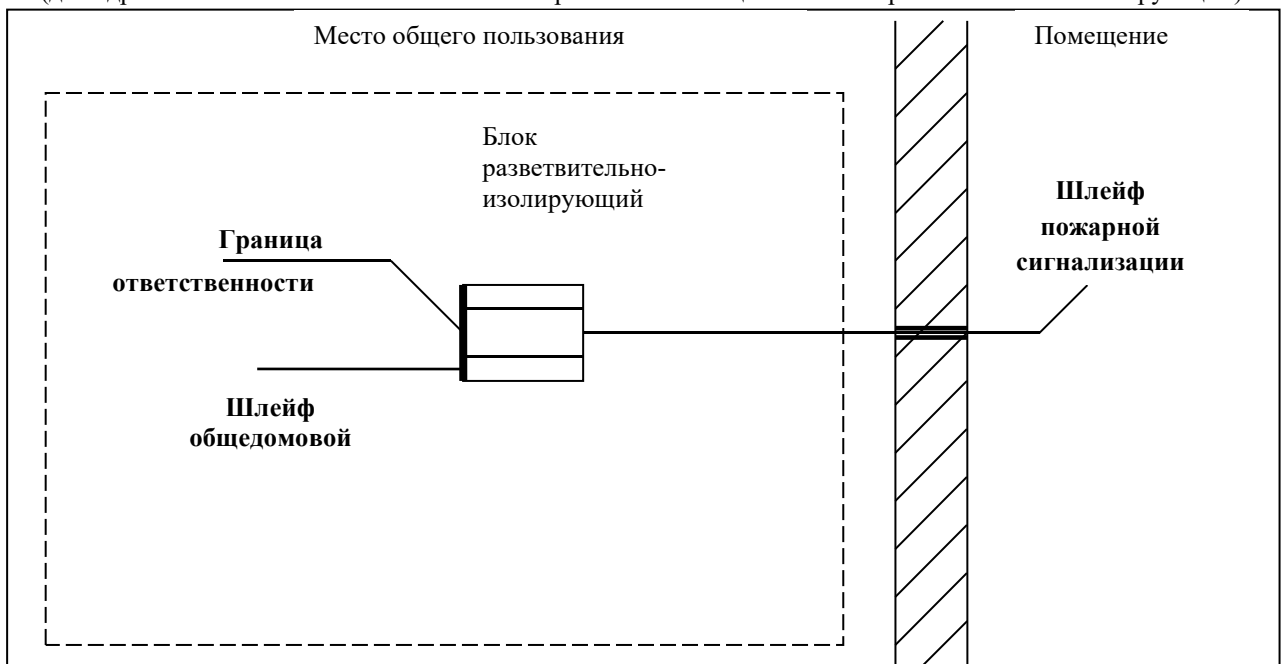 Место общего пользования
Помещение
Блок
разветвительно-
изолирующий
Шлейф
пожарной
сигнализации
Граница
ответственности
Шлейф
общедомовой